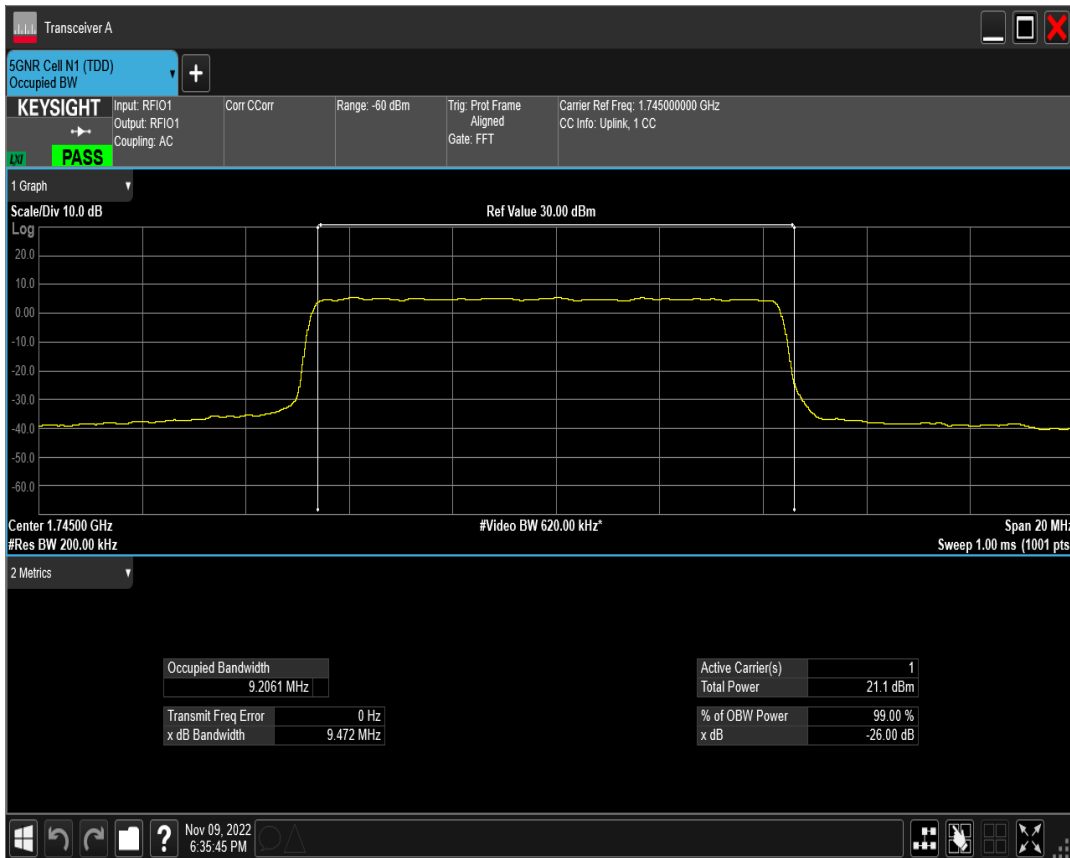 Transceiver A
5GNR Cell N1 (TDD)
Occupied BW
+
KEYSIGHT
LXI
PASS
Input: RFIO1
Output: RFIO1
Coupling: AC
Corr CCorr
Range: -60 dBm
Trig: Prot Frame
Aligned
Gate: FFT
Carrier Ref Freq: 1.745000000 GHz
CC Info: Uplink, 1 CC
1 Graph
Scale/Div 10.0 dB
Ref Value 30.00 dBm
Log
20.0
10.0
0.00
-10.0
-20.0
-30.0
-40.0
-50.0
-60.0
Center 1.74500 GHz
#Video BW 620.00 kHz*
Span 20 MHz
#Res BW 200.00 kHz
Sweep 1.00 ms (1001 pts
2 Metrics
Occupied Bandwidth
9.2061 MHz
Transmit Freq Error 0 Hz
x dB Bandwidth 9.472 MHz
Active Carrier(s) 1
Total Power 21.1 dBm
% of OBW Power 99.00 %
x dB -26.00 dB
?
Nov 09, 2022
6:35:45 PM